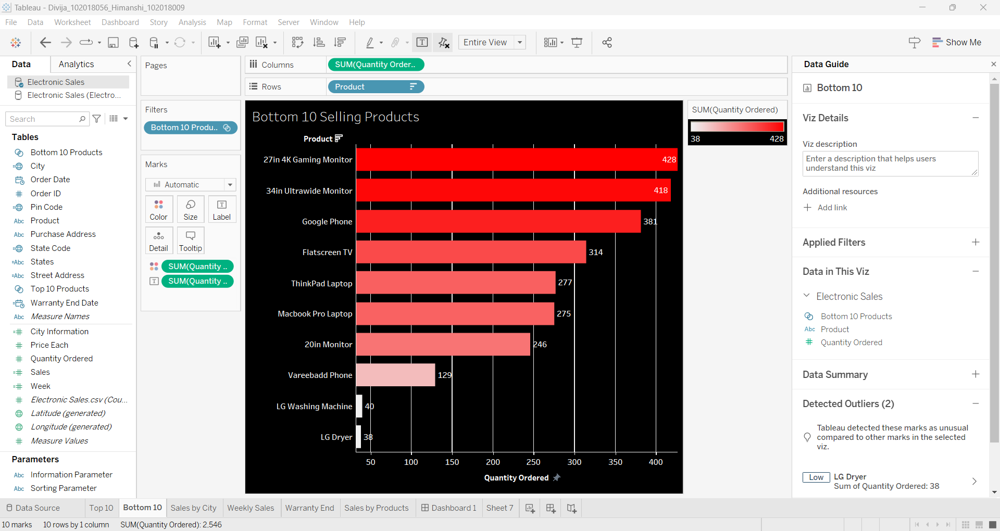 Tableau - Divija_102018056_Himanshi_102018009
File Data Worksheet Dashboard Story Analysis Map Format Server Window Help
Entire View
Show Me
Data Analytics
Electronic Sales
Electronic Sales (Electro...
Search
Tables
Bottom 10 Products
City
Order Date
Order ID
Pin Code
Abc Product
Abc Purchase Address
State Code
=Abc States
=Abc Street Address
Top 10 Products
Warranty End Date
Abc Measure Names
City Information
Price Each
Quantity Ordered
Sales
Week
Electronic Sales.csv (Cou...
Latitude (generated)
Longitude (generated)
Measure Values
Parameters
Abc Information Parameter
Abc Sorting Parameter
Pages
Filters
Bottom 10 Produ..
Marks
Automatic
Color Size Label
Detail Tooltip
SUM(Quantity ..
SUM(Quantity ..
Columns SUM(Quantity Order..
Rows Product
Bottom 10 Selling Products
Product
27in 4K Gaming Monitor 428
34in Ultrawide Monitor 418
Google Phone 381
Flatscreen TV 314
ThinkPad Laptop 277
Macbook Pro Laptop 275
20in Monitor 246
Vareebadd Phone 129
LG Washing Machine 40
LG Dryer 38
50 100 150 200 250 300 350 400
Quantity Ordered
SUM(Quantity Ordered)
38 428
Data Guide
Bottom 10
Viz Details
Viz description
Enter a description that helps users
understand this viz
Additional resources
Add link
Applied Filters
Data in This Viz
Electronic Sales
Bottom 10 Products
Abc Product
Quantity Ordered
Data Summary
Detected Outliers (2)
Tableau detected these marks as unusual
compared to other marks in the selected
viz.
Low LG Dryer
Sum of Quantity Ordered: 38
Data Source Top 10 Bottom 10 Sales by City Weekly Sales Warranty End Sales by Products Dashboard 1 Sheet 7
10 marks 10 rows by 1 column SUM(Quantity Ordered): 2,546